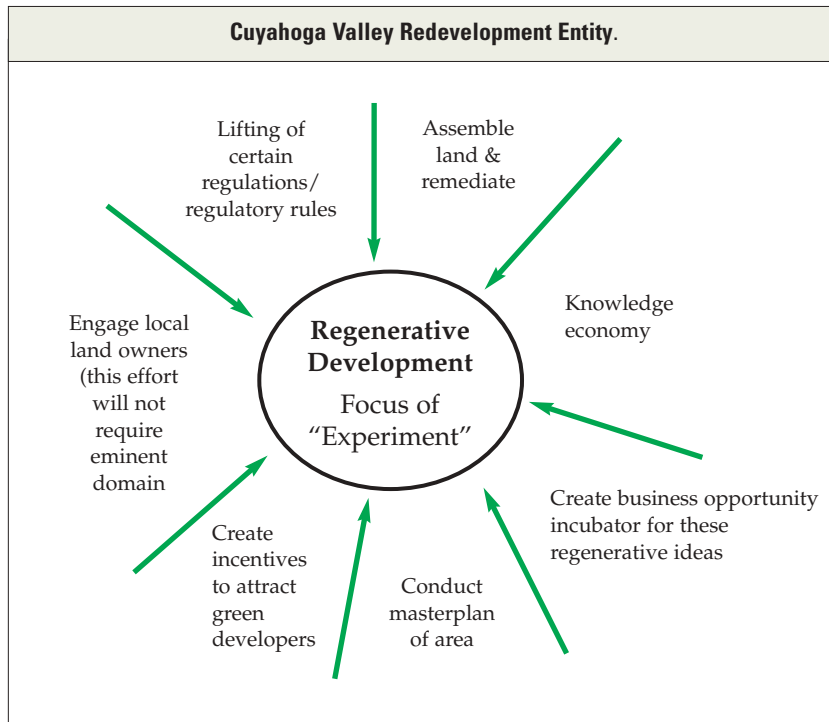 Cuyahoga Valley Redevelopment Entity.
Lifting of
certain
regulations/
regulatory rules
Assemble
land &
remediate
Knowledge
economy
Engage local
land owners
(this effort
will not
require
eminent
domain
Regenerative
Development
Focus of
“Experiment”
Create business opportunity
incubator for these
regenerative ideas
Create
incentives
to attract
green
developers
Conduct
masterplan
of area